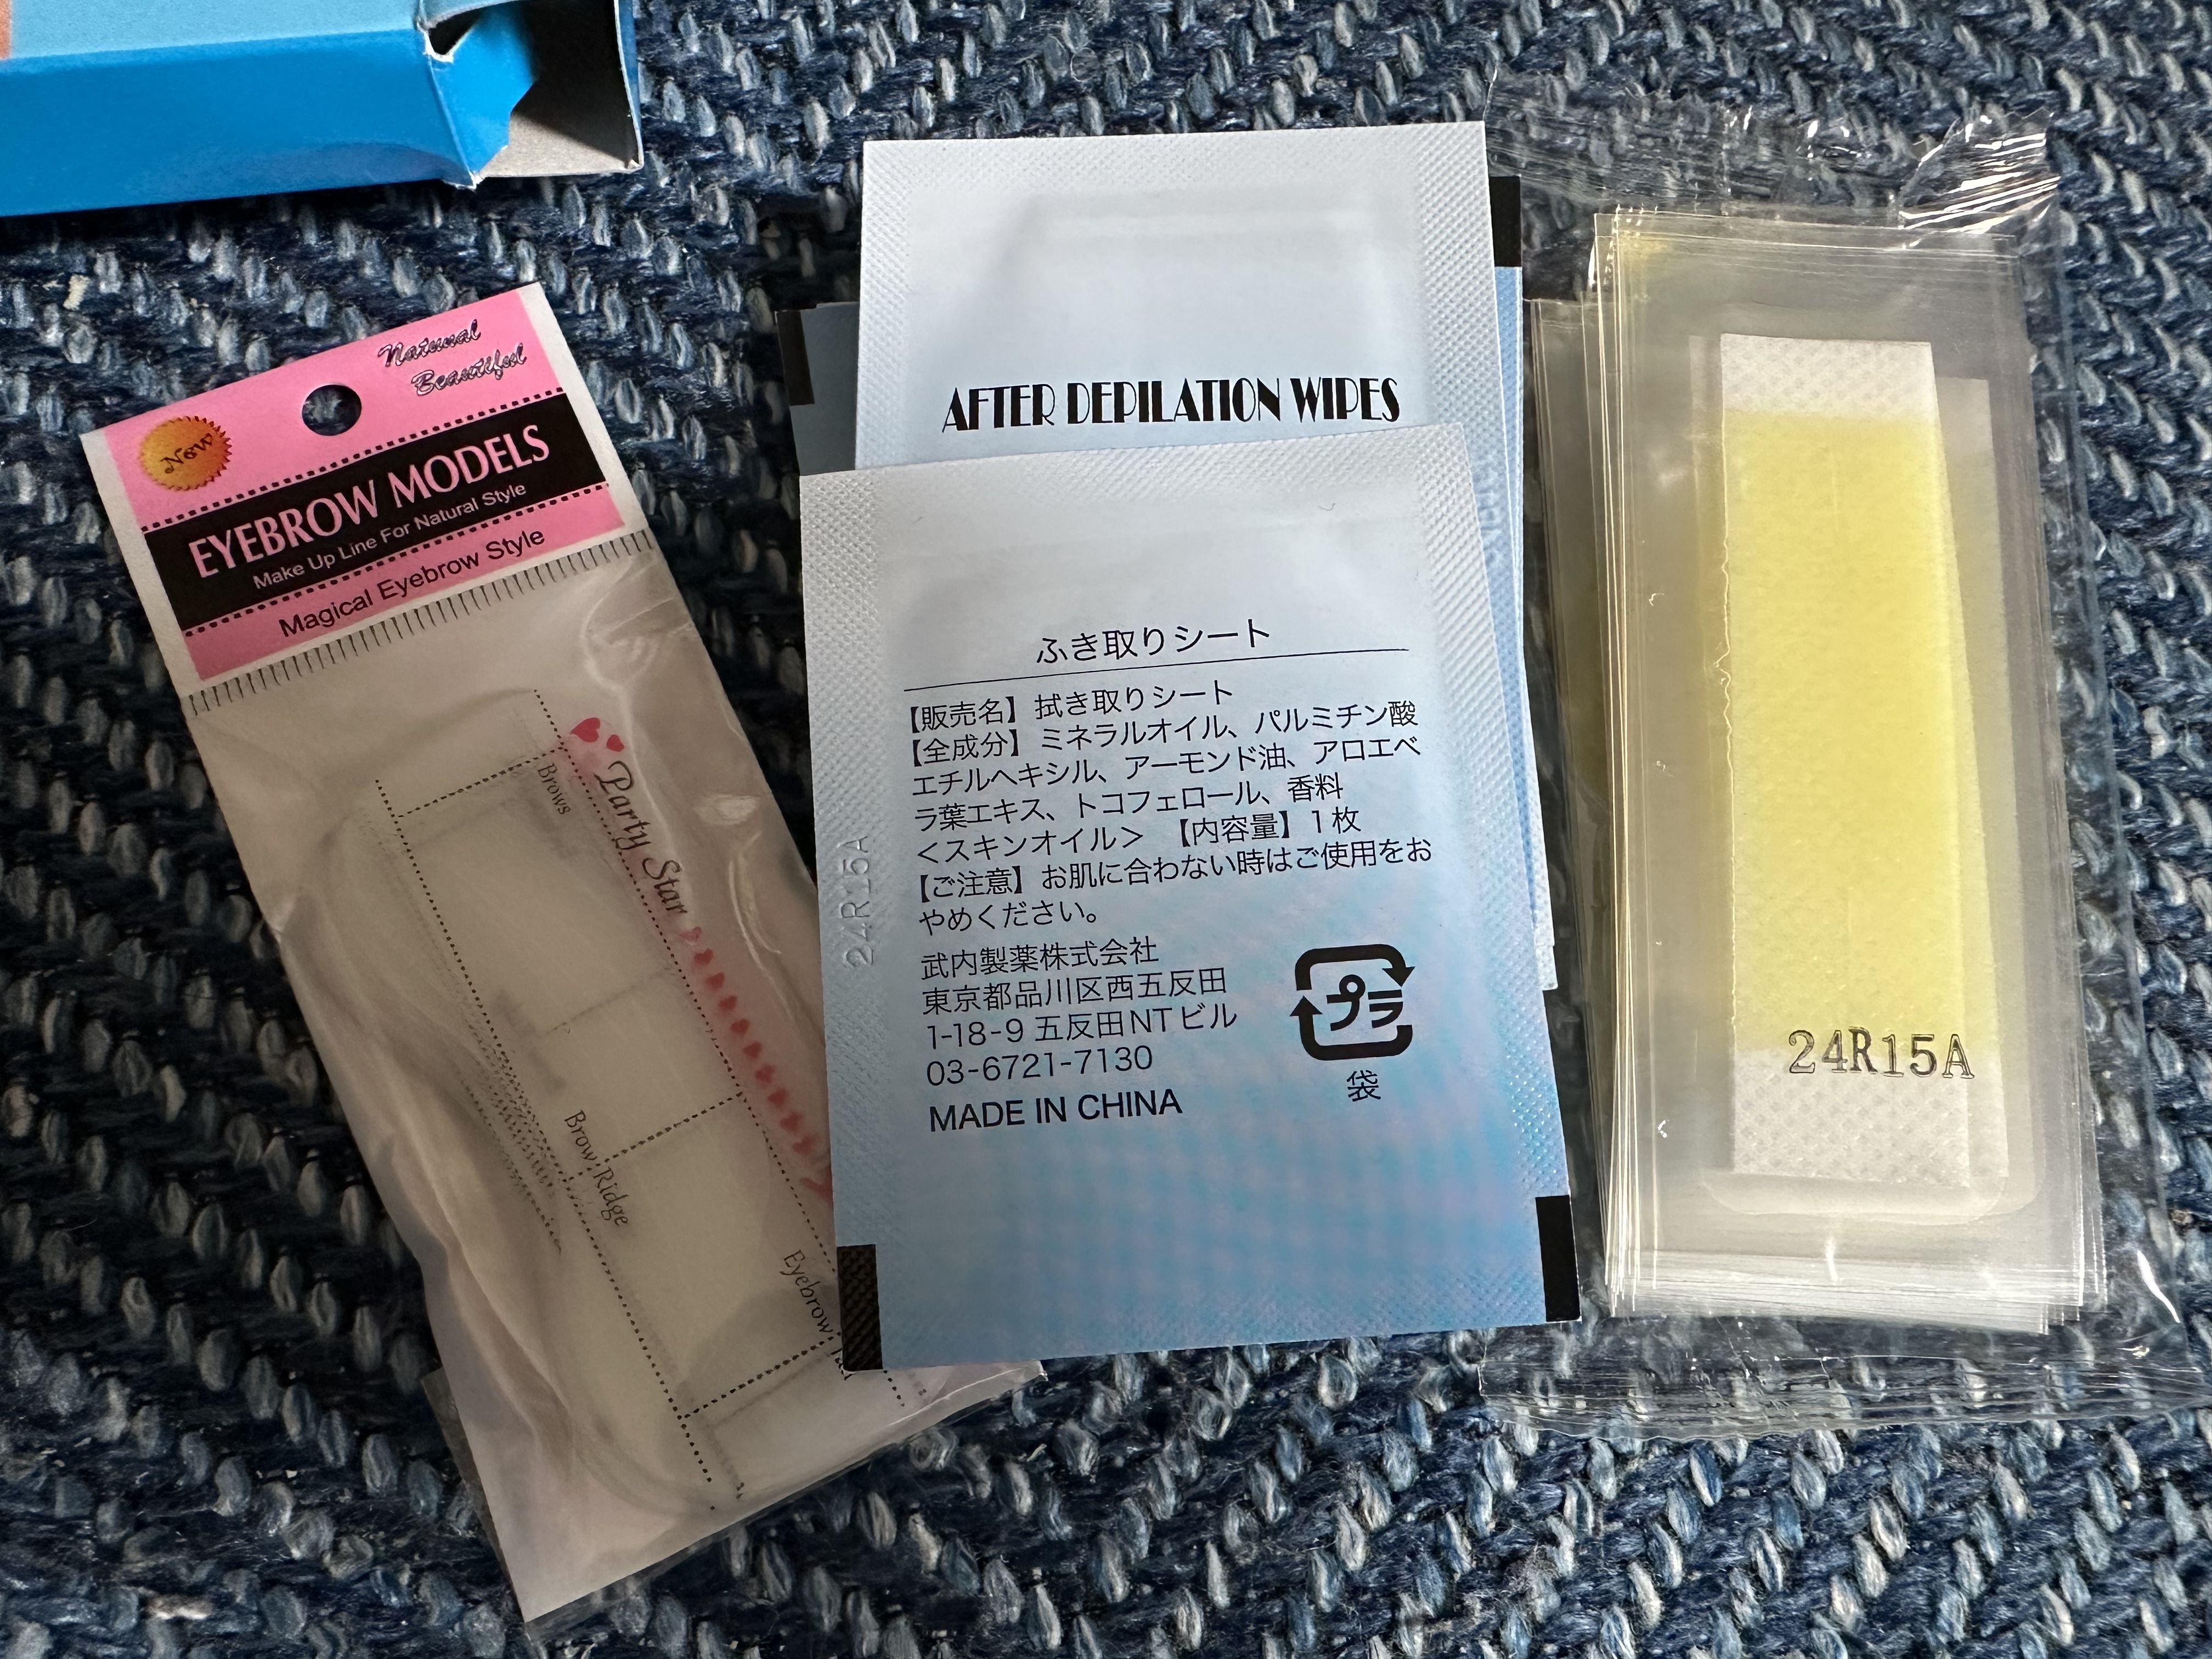 Natural
Beautiful
New
EYEBROW MODELS
Make Up Line For Natural Style
Magical Eyebrow Style
Brows
Party Star
Brow Ridge
Eyebrow
AFTER DEPILATION WIPES
ふき取りシート
【販売名】拭き取りシート
【全成分】ミネラルオイル、パルミチン酸
エチルヘキシル、アーモンド油、アロエベ
ラ葉エキス、トコフェロール、香料
＜スキンオイル＞ 【内容量】1枚
【ご注意】お肌に合わない時はご使用をお
やめください。
武内製薬株式会社
東京都品川区西五反田
1-18-9 五反田NTビル
03-6721-7130
MADE IN CHINA
プラ
袋
24R15A
24R15A